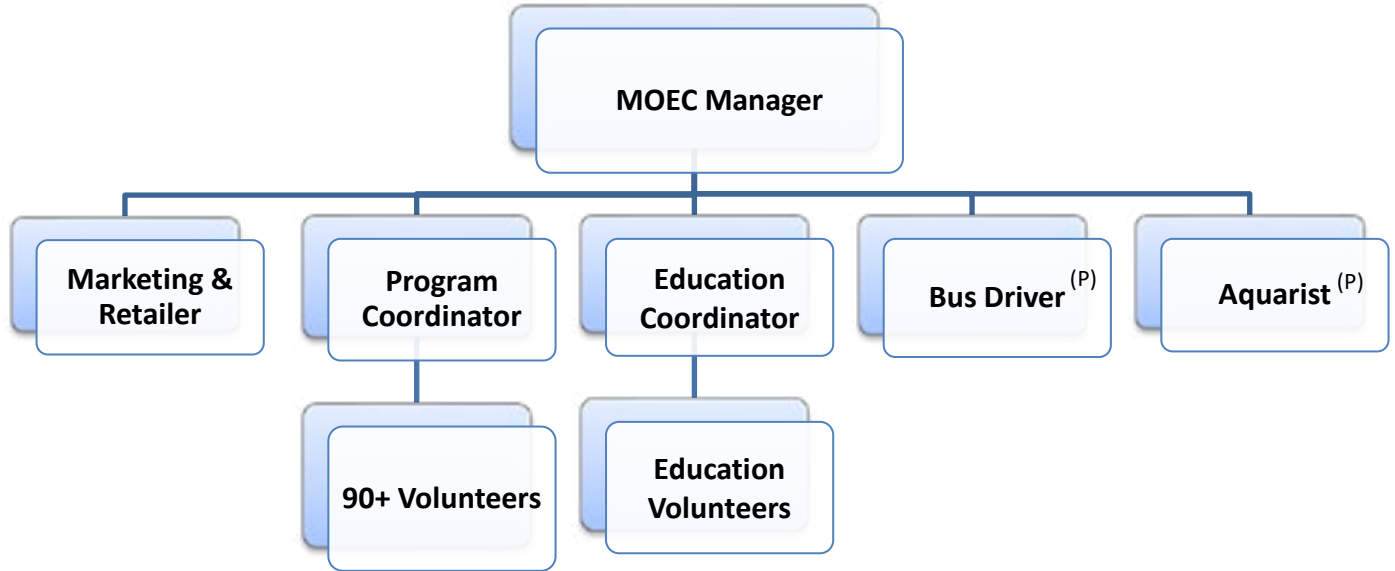 MOEC Manager
Marketing &
Retailer
Program
Coordinator
Education
Coordinator
Bus Driver (P)
Aquarist (P)
90+ Volunteers
Education
Volunteers